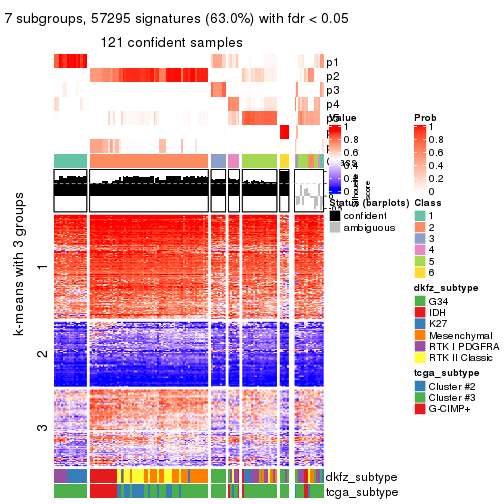 7 subgroups, 57295 signatures (63.0%) with fdr < 0.05
121 confident samples
p1
p2
p3
p4
k-means with 3 groups
1
2
3
Value
1
0.8
0.6
0.4
0.2
0
Prob
1
0.8
0.6
0.4
0.2
0
Status (barplots)
confident
ambiguous
Class
1
2
3
4
5
6
dkfz_subtype
G34
IDH
K27
Mesenchymal
RTK I PDGFRA
RTK II Classic
tcga_subtype
Cluster #2
Cluster #3
G-CIMP+
dkfz_subtype
tcga_subtype